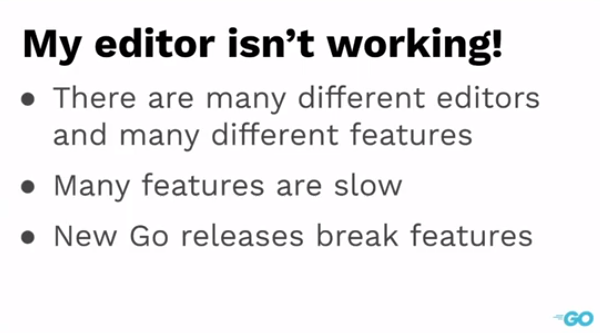 My editor isn’t working!
● There are many different editors
and many different features
● Many features are slow
● New Go releases break features
GO